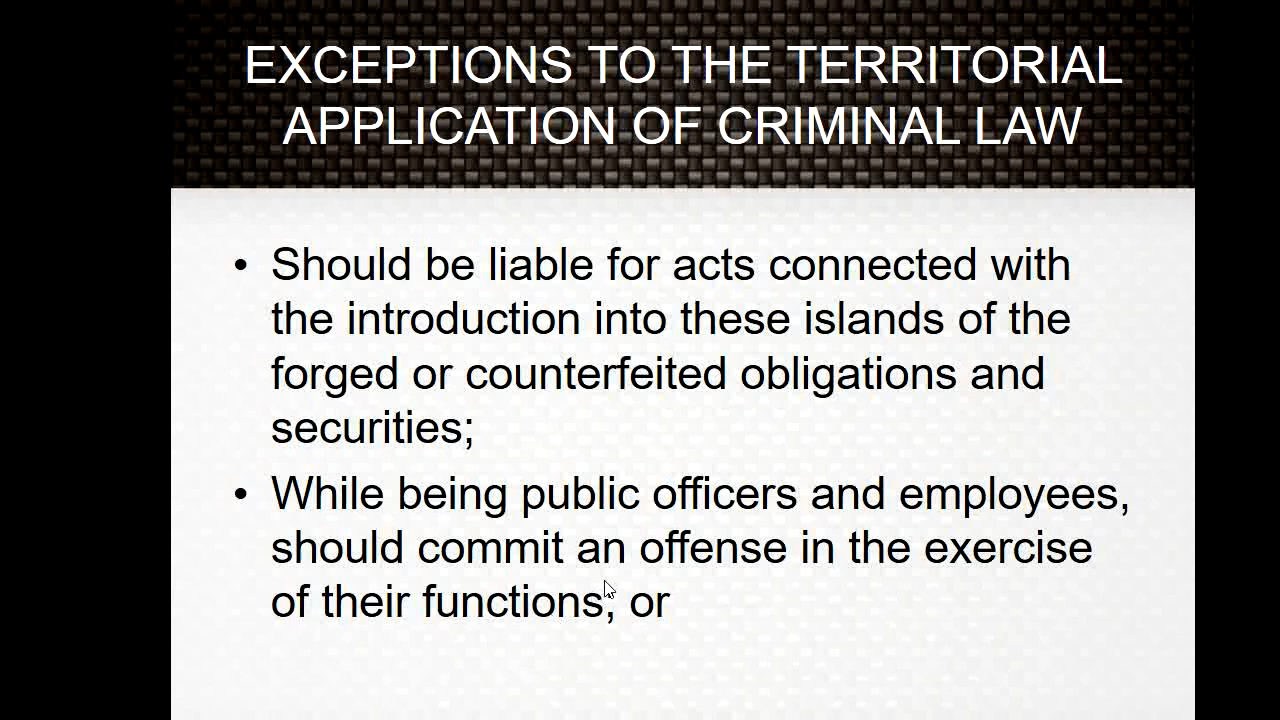 EXCEPTIONS TO THE TERRITORIAL
APPLICATION OF CRIMINAL LAW
• Should be liable for acts connected with
the introduction into these islands of the
forged or counterfeited obligations and
securities;
• While being public officers and employees,
should commit an offense in the exercise
of their functions, or